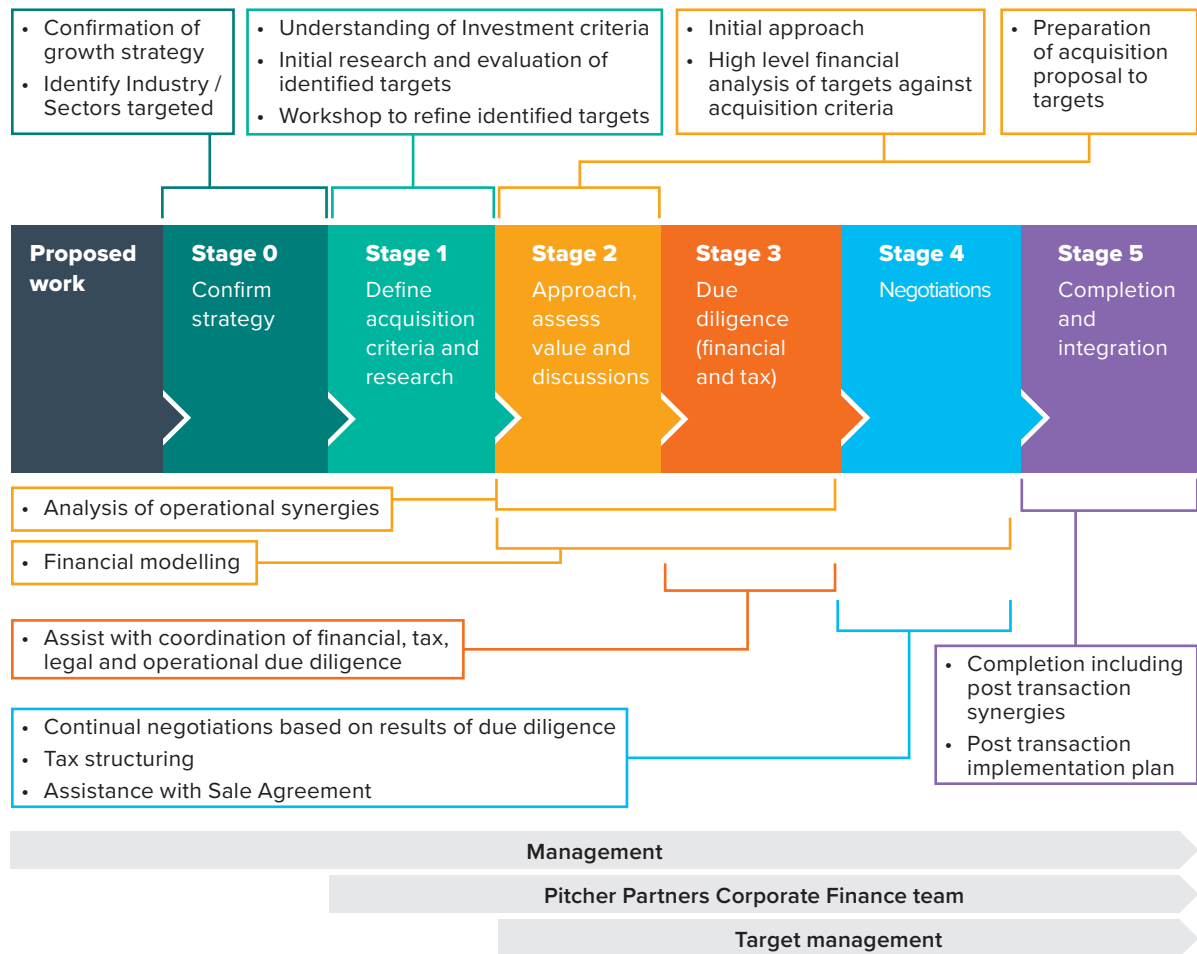 • Confirmation of
growth strategy
• Identify Industry /
Sectors targeted
• Understanding of Investment criteria
• Initial research and evaluation of
identified targets
• Workshop to refine identified targets
• Initial approach
• High level financial
analysis of targets against
acquisition criteria
• Preparation
of acquisition
proposal to
targets
Proposed
work
Stage 0
Confirm
strategy
Stage 1
Define
acquisition
criteria and
research
Stage 2
Approach,
assess
value and
discussions
Stage 3
Due
diligence
(financial
and tax)
Stage 4
Negotiations
Stage 5
Completion
and
integration
• Analysis of operational synergies
• Financial modelling
• Assist with coordination of financial, tax,
legal and operational due diligence
• Continual negotiations based on results of due diligence
• Tax structuring
• Assistance with Sale Agreement
• Completion including
post transaction
synergies
• Post transaction
implementation plan
Management
Pitcher Partners Corporate Finance team
Target management